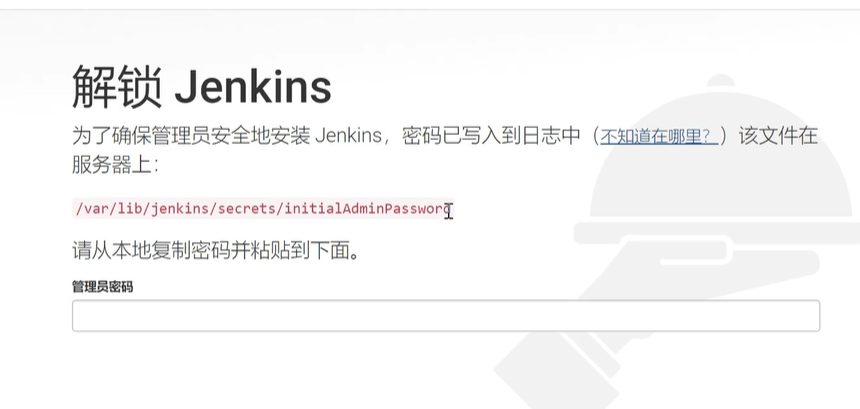 解锁 Jenkins
为了确保管理员安全地安装 Jenkins，密码已写入到日志中（不知道在哪里？）该文件在
服务器上：
/var/lib/jenkins/secrets/initialAdminPassword
请从本地复制密码并粘贴到下面。
管理员密码